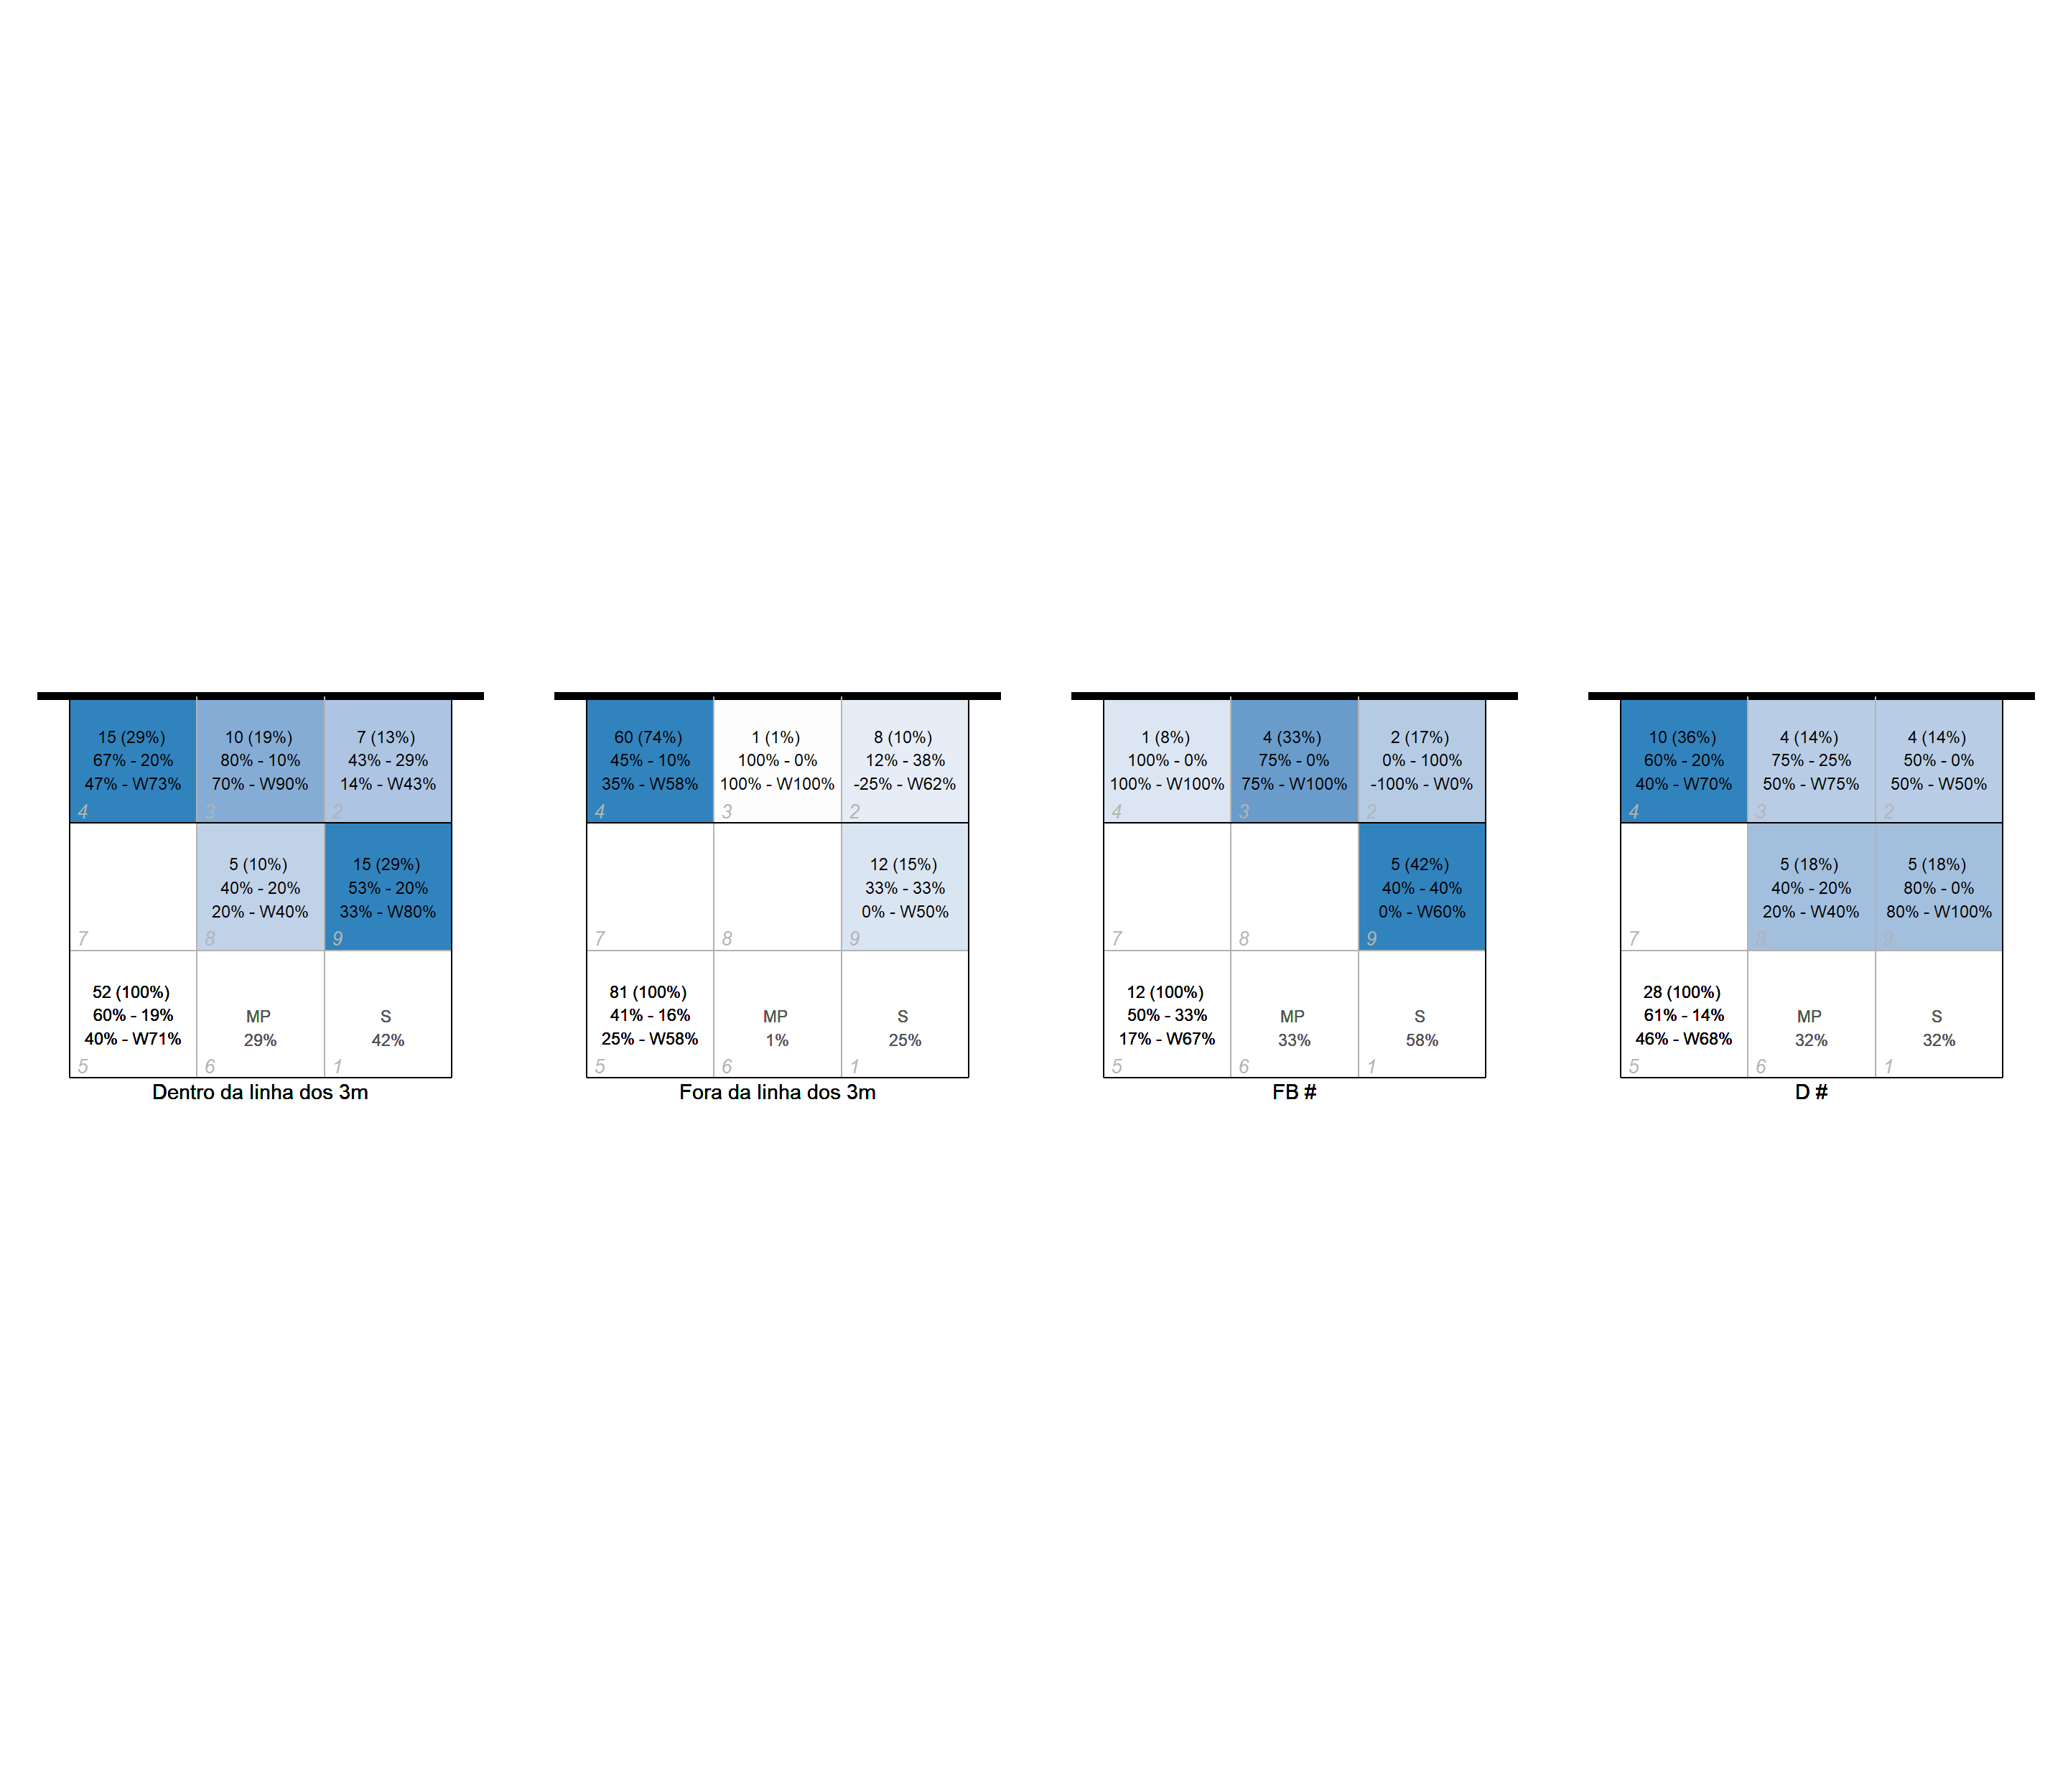 15 (29%)
67% - 20%
47% - W73%
4
10 (19%)
80% - 10%
70% - W90%
3
7 (13%)
43% - 29%
14% - W43%
2
7
5 (10%)
40% - 20%
20% - W40%
8
15 (29%)
53% - 20%
33% - W80%
9
52 (100%)
60% - 19%
40% - W71%
5
MP
29%
6
S
42%
1
Dentro da linha dos 3m
60 (74%)
45% - 10%
35% - W58%
4
1 (1%)
100% - 0%
100% - W100%
3
8 (10%)
12% - 38%
-25% - W62%
2
7
8
12 (15%)
33% - 33%
0% - W50%
9
81 (100%)
41% - 16%
25% - W58%
5
MP
1%
6
S
25%
1
Fora da linha dos 3m
1 (8%)
100% - 0%
100% - W100%
4
4 (33%)
75% - 0%
75% - W100%
3
2 (17%)
0% - 100%
-100% - W0%
2
7
8
5 (42%)
40% - 40%
0% - W60%
9
12 (100%)
50% - 33%
17% - W67%
5
MP
33%
6
S
58%
1
FB #
10 (36%)
60% - 20%
40% - W70%
4
4 (14%)
75% - 25%
50% - W75%
3
4 (14%)
50% - 0%
50% - W50%
2
7
5 (18%)
40% - 20%
20% - W40%
8
5 (18%)
80% - 0%
80% - W100%
9
28 (100%)
61% - 14%
46% - W68%
5
MP
32%
6
S
32%
1
D #